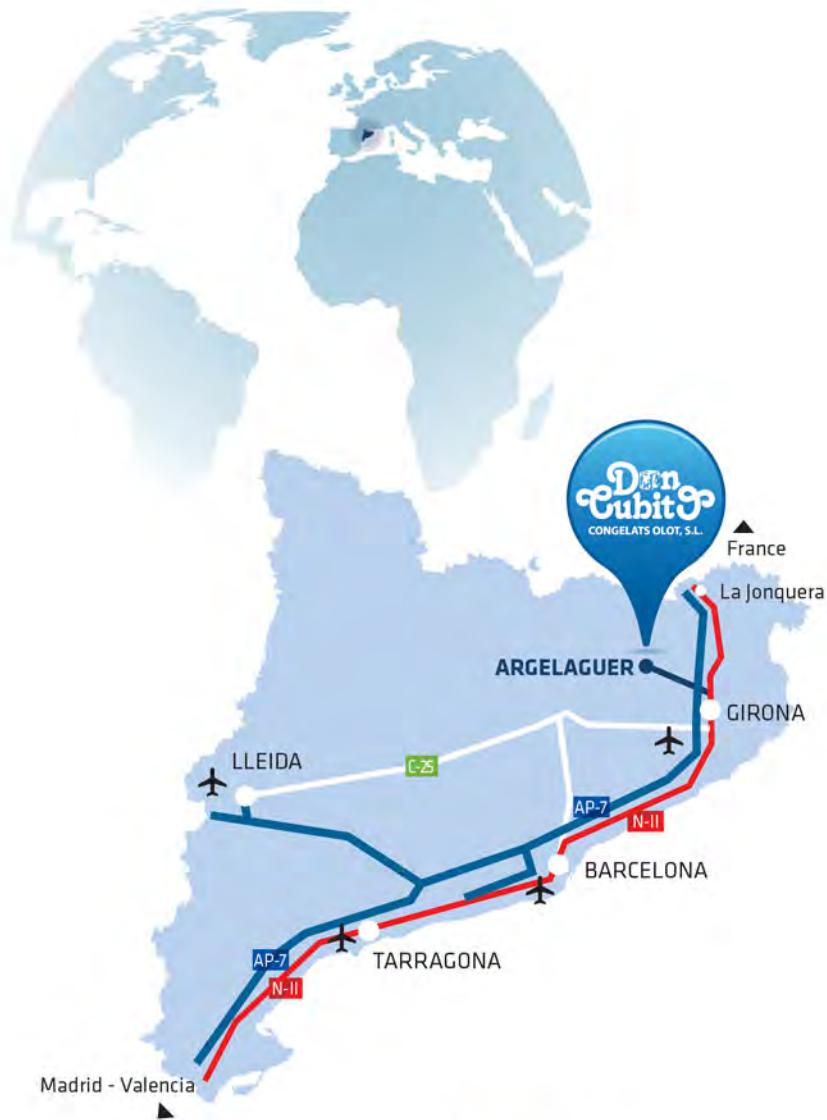 Don
Cubito
CONGELATS OLOT, S.L.
France
La Jonquera
ARGELAGUER
GIRONA
LLEIDA
C-25
AP-7
N-II
BARCELONA
TARRAGONA
AP-7
N-II
Madrid - Valencia